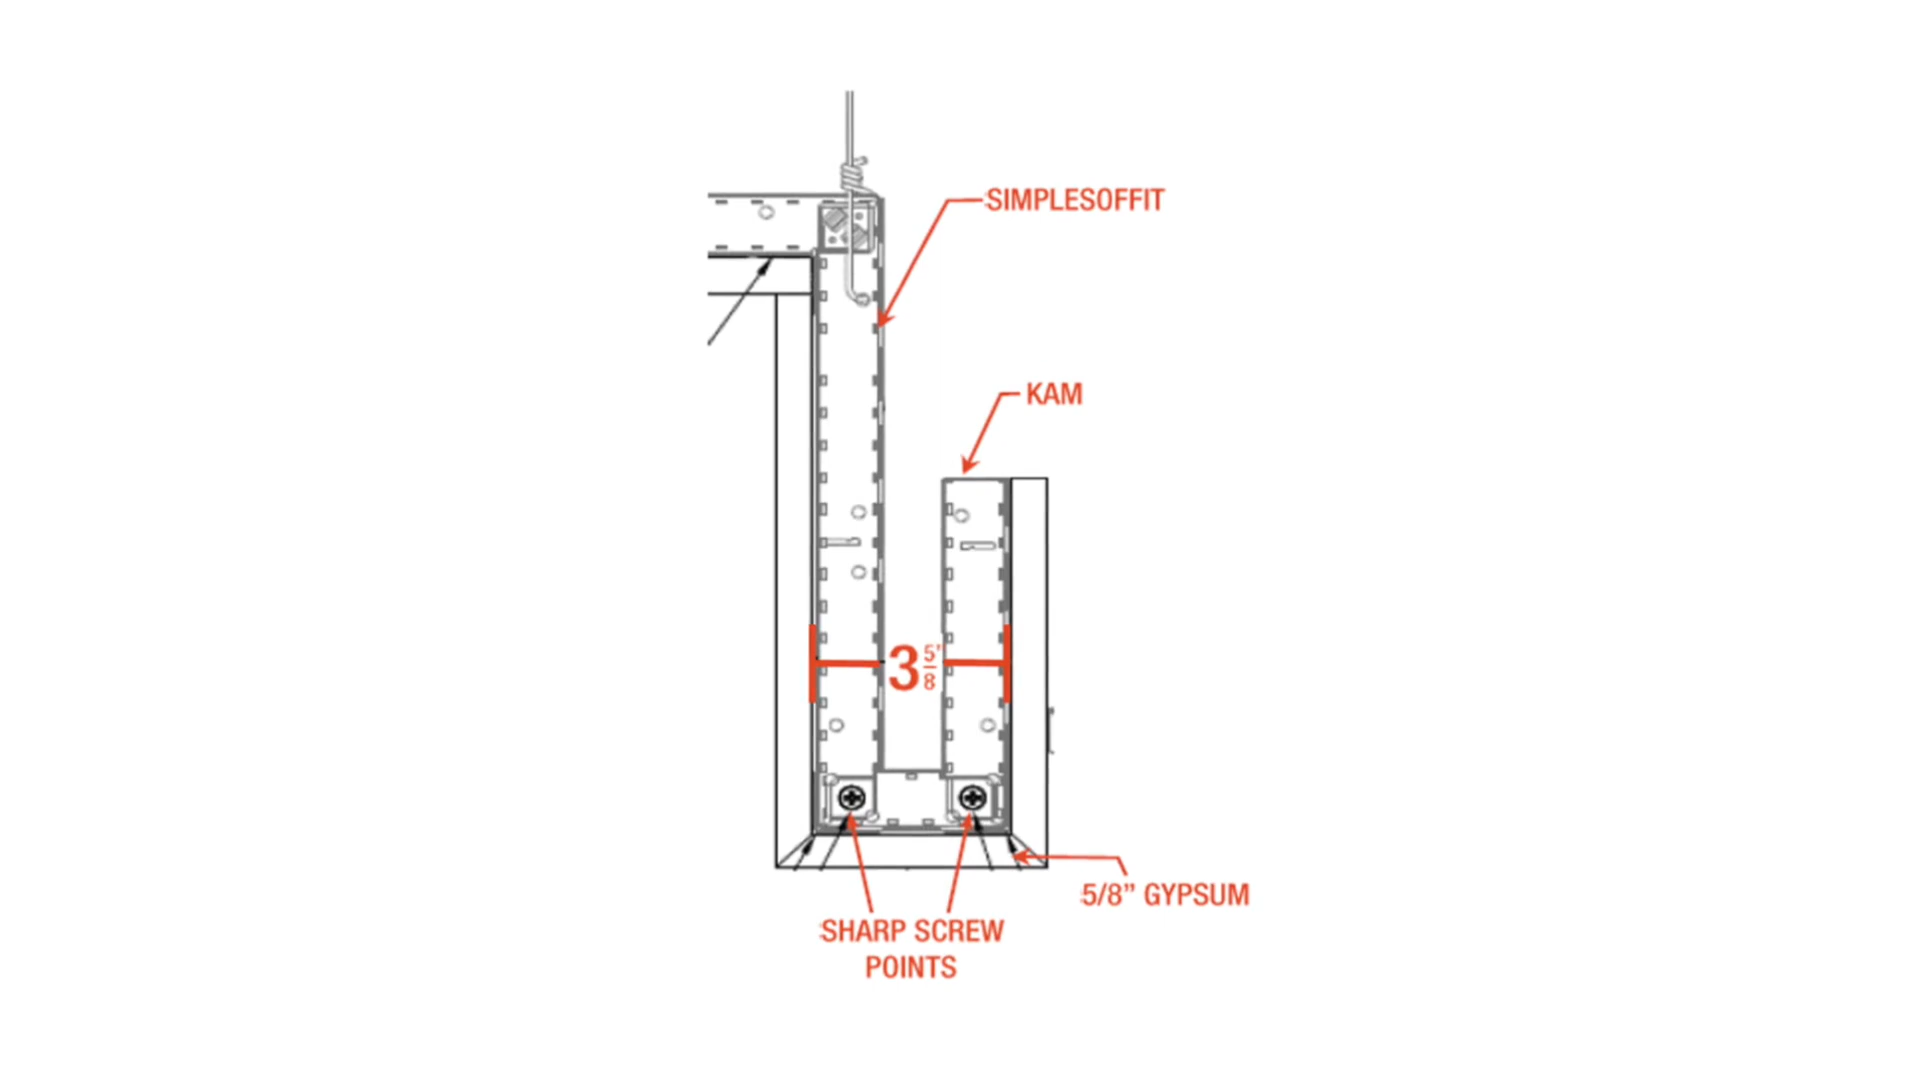 SIMPLESOFFIT
KAM
3 5'/8
5/8” GYPSUM
SHARP SCREW
POINTS